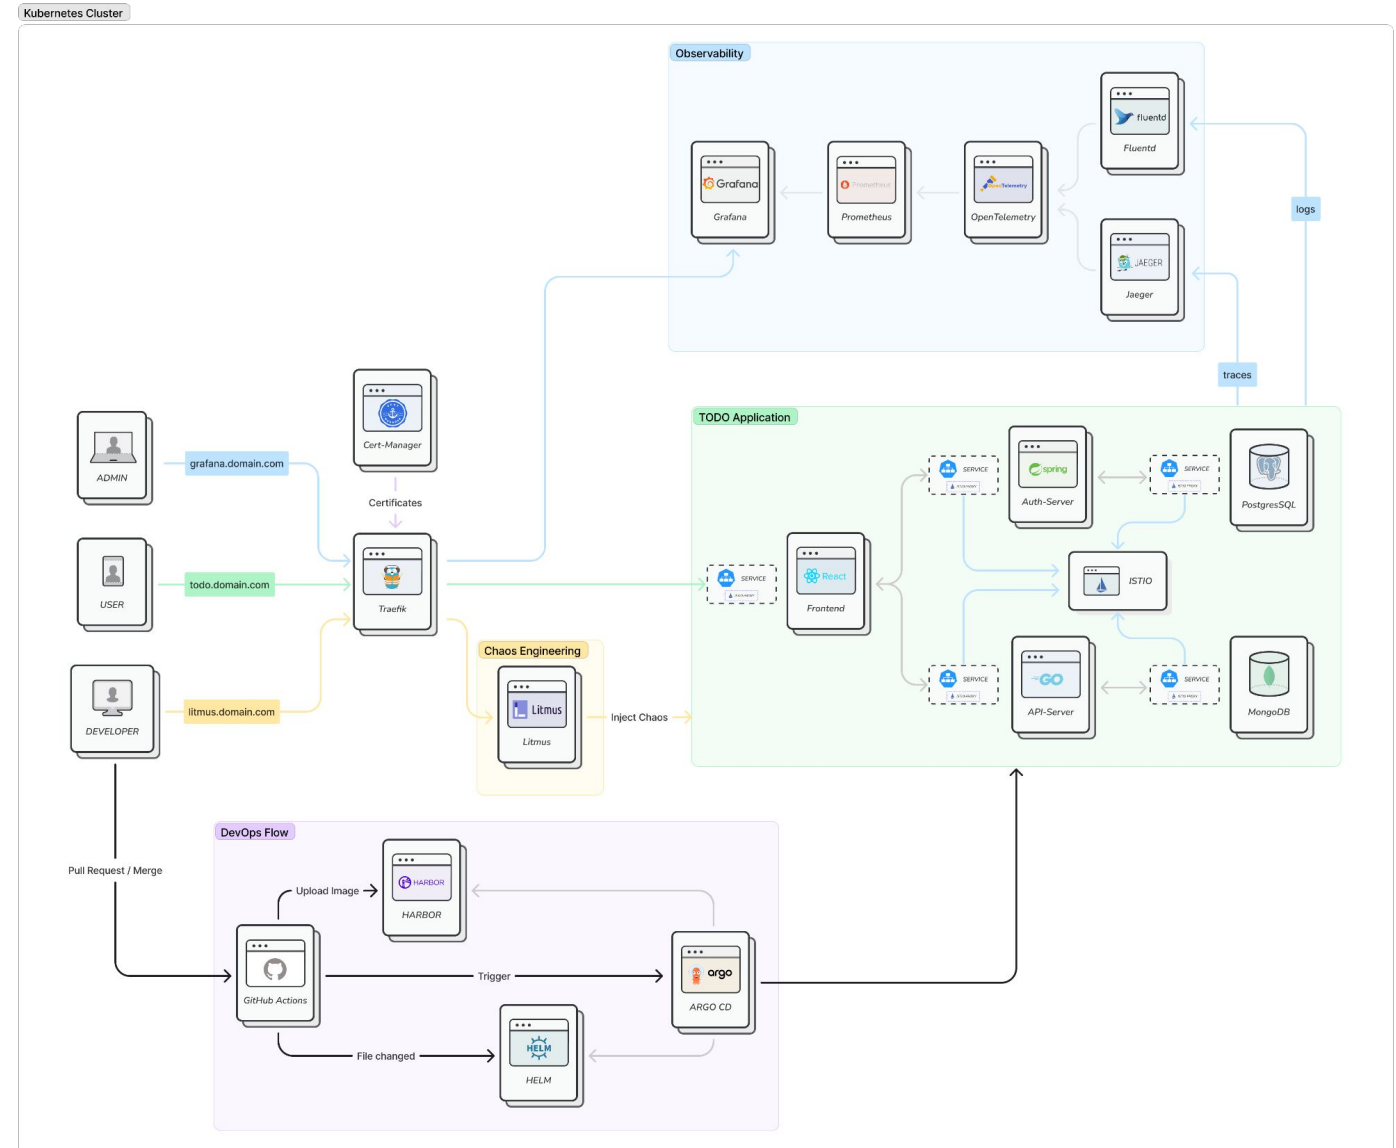 Kubernetes Cluster
Observability
fluentd
Fluentd
Grafana
Grafana
Prometheus
Prometheus
OpenTelemetry
OpenTelemetry
JAEGER
Jaeger
logs
traces
Cert-Manager
Certificates
ADMIN
grafana.domain.com
USER
todo.domain.com
Traefik
DEVELOPER
litmus.domain.com
Chaos Engineering
Litmus
Litmus
Inject Chaos
TODO Application
SERVICE
spring
Auth-Server
SERVICE
PostgresSQL
SERVICE
React
Frontend
ISTIO
SERVICE
GO
API-Server
SERVICE
MongoDB
Pull Request / Merge
DevOps Flow
Upload Image
HARBOR
HARBOR
GitHub Actions
Trigger
argo
ARGO CD
File changed
HELM
HELM